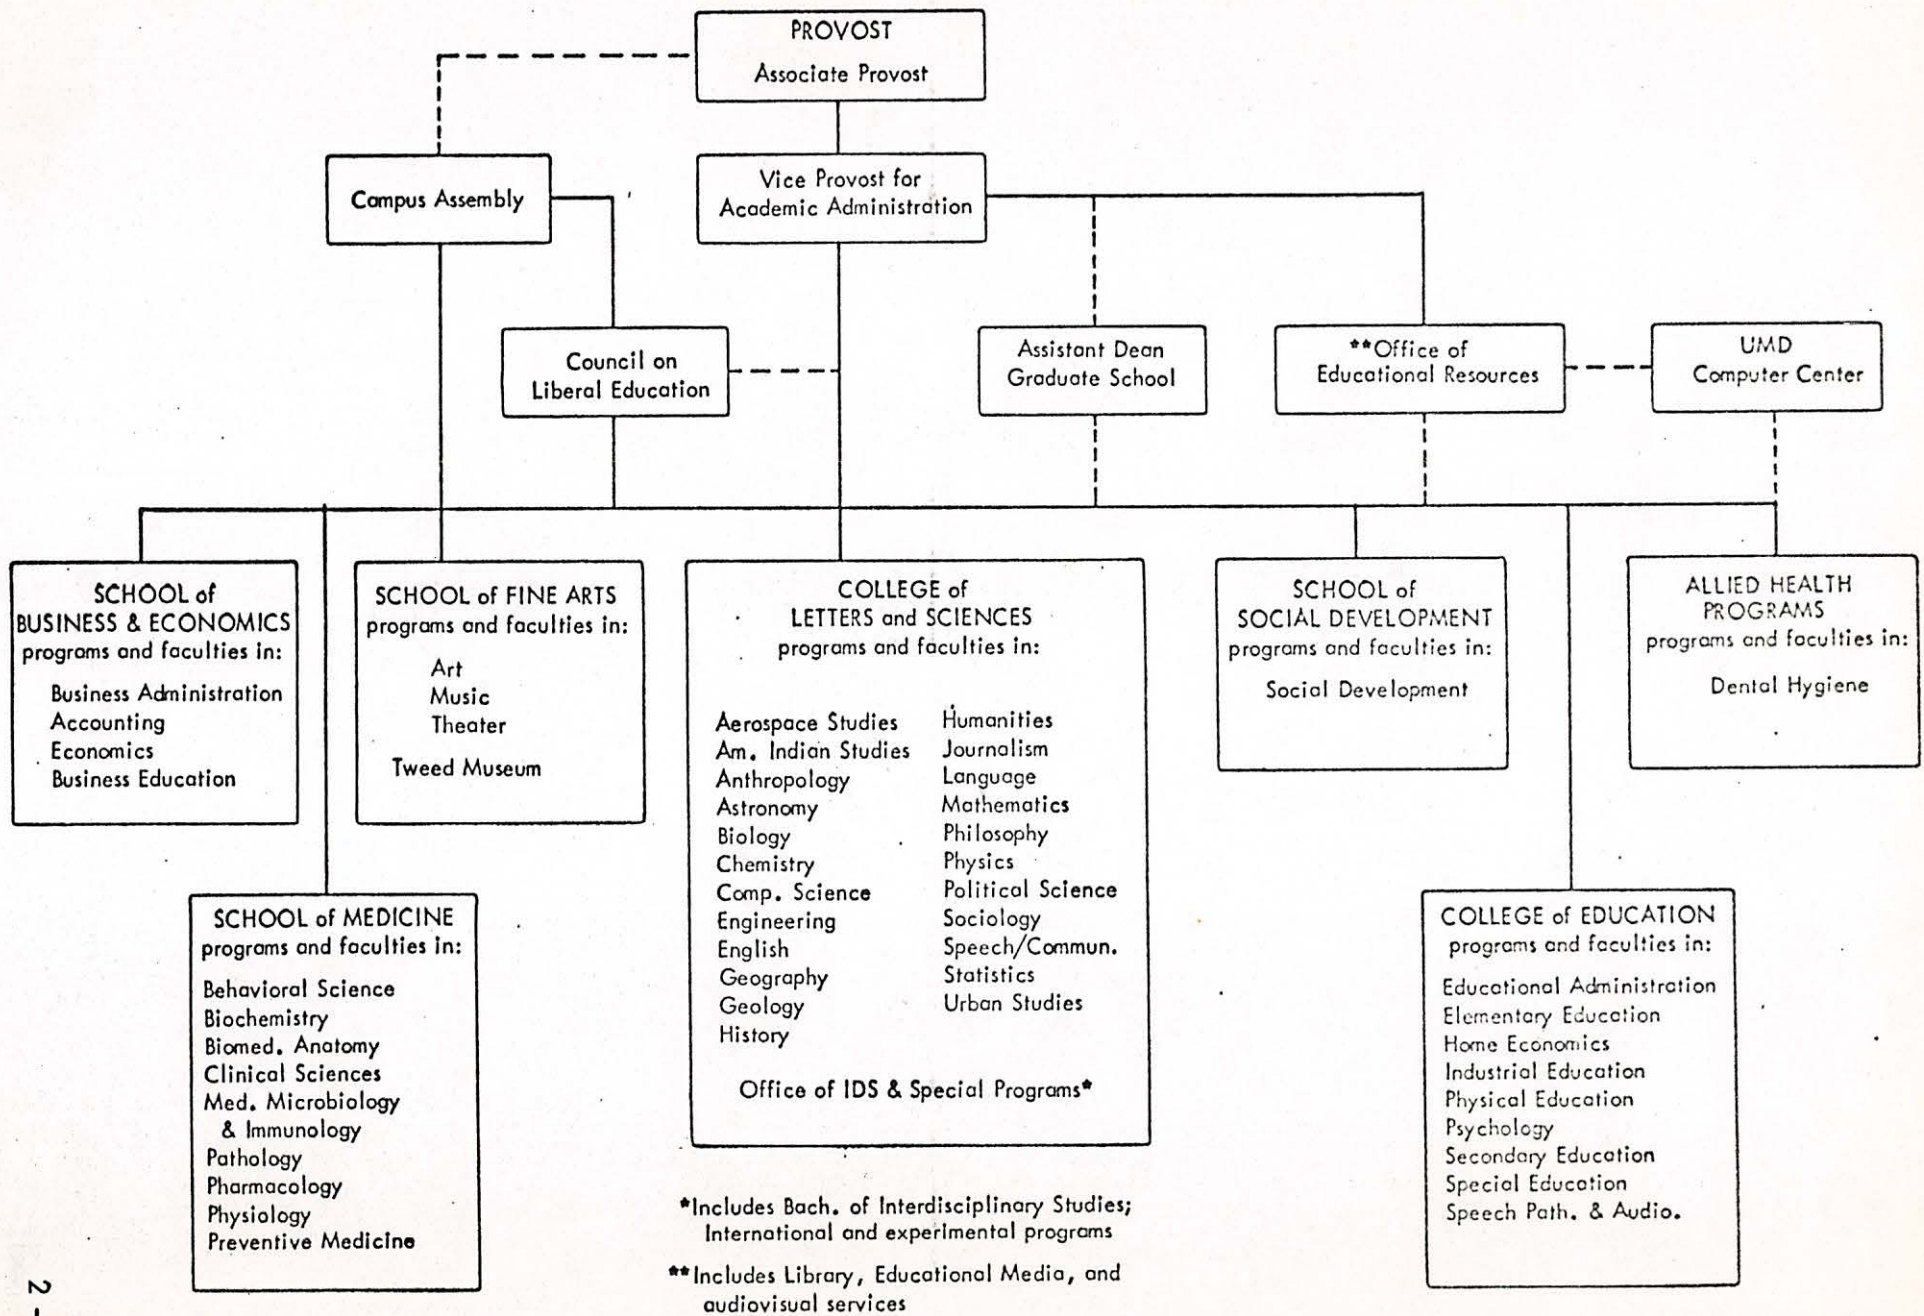 PROVOST
Associate Provost
Campus Assembly
Vice Provost for
Academic Administration
Council on
Liberal Education
Assistant Dean
Graduate School
**Office of
Educational Resources
UMD
Computer Center
SCHOOL of
BUSINESS & ECONOMICS
programs and faculties in:
Business Administration
Accounting
Economics
Business Education
SCHOOL of FINE ARTS
programs and faculties in:
Art
Music
Theater
Tweed Museum
COLLEGE of
LETTERS and SCIENCES
programs and faculties in:
Aerospace Studies
Am. Indian Studies
Anthropology
Astronomy
Biology
Chemistry
Comp. Science
Engineering
English
Geography
Geology
History
Humanities
Journalism
Language
Mathematics
Philosophy
Physics
Political Science
Sociology
Speech/Commun.
Statistics
Urban Studies
Office of IDS & Special Programs*
SCHOOL of
SOCIAL DEVELOPMENT
programs and faculties in:
Social Development
ALLIED HEALTH
PROGRAMS
programs and faculties in:
Dental Hygiene
SCHOOL of MEDICINE
programs and faculties in:
Behavioral Science
Biochemistry
Biomed. Anatomy
Clinical Sciences
Med. Microbiology
& Immunology
Pathology
Pharmacology
Physiology
Preventive Medicine
COLLEGE of EDUCATION
programs and faculties in:
Educational Administration
Elementary Education
Home Economics
Industrial Education
Physical Education
Psychology
Secondary Education
Special Education
Speech Path. & Audio.
*Includes Bach. of Interdisciplinary Studies;
International and experimental programs
**Includes Library, Educational Media, and
audiovisual services
2-